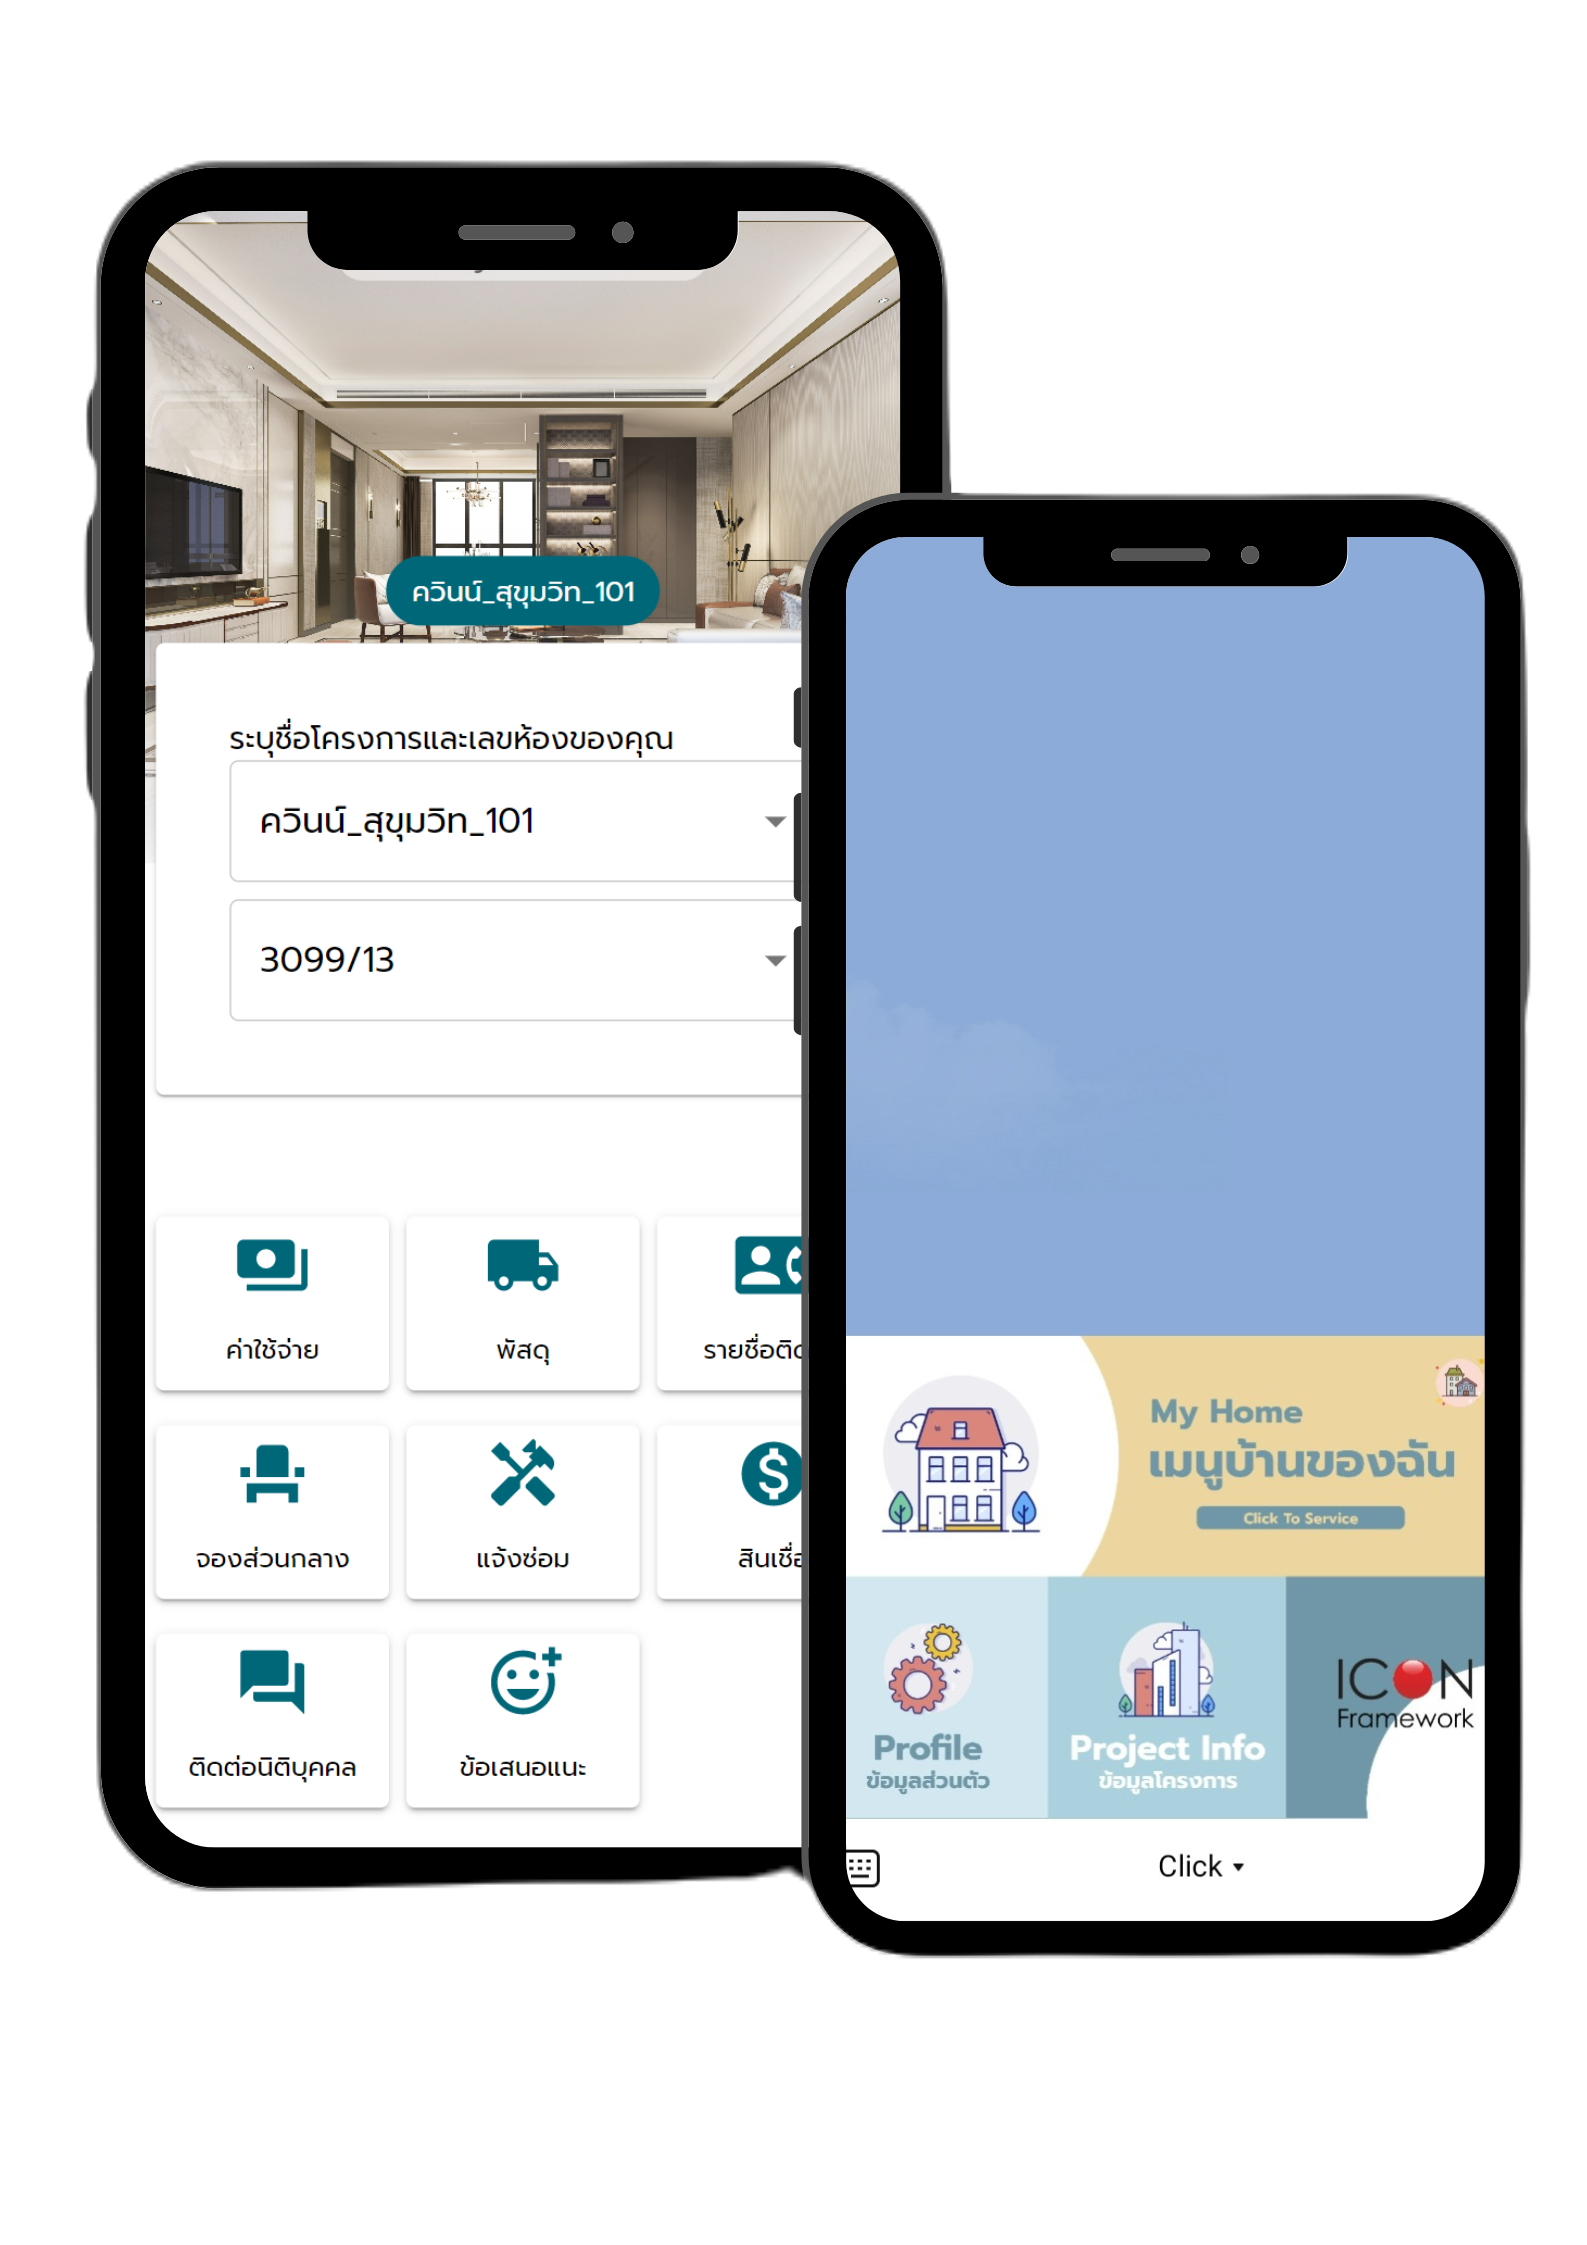 ควินน์_สุขุมวิท_101
ระบุชื่อโครงการและเลขห้องของคุณ
ควินน์_สุขุมวิท_101
3099/13
ค่าใช้จ่าย
พัสดุ
รายชื่อติด
จองส่วนกลาง
แจ้งซ่อม
สินเชื่อ
ติดต่อนิติบุคคล
ข้อเสนอแนะ
My Home
เมนูบ้านของฉัน
Click To Service
Profile
ข้อมูลส่วนตัว
Project Info
ข้อมูลโครงการ
ICON
Framework
Click